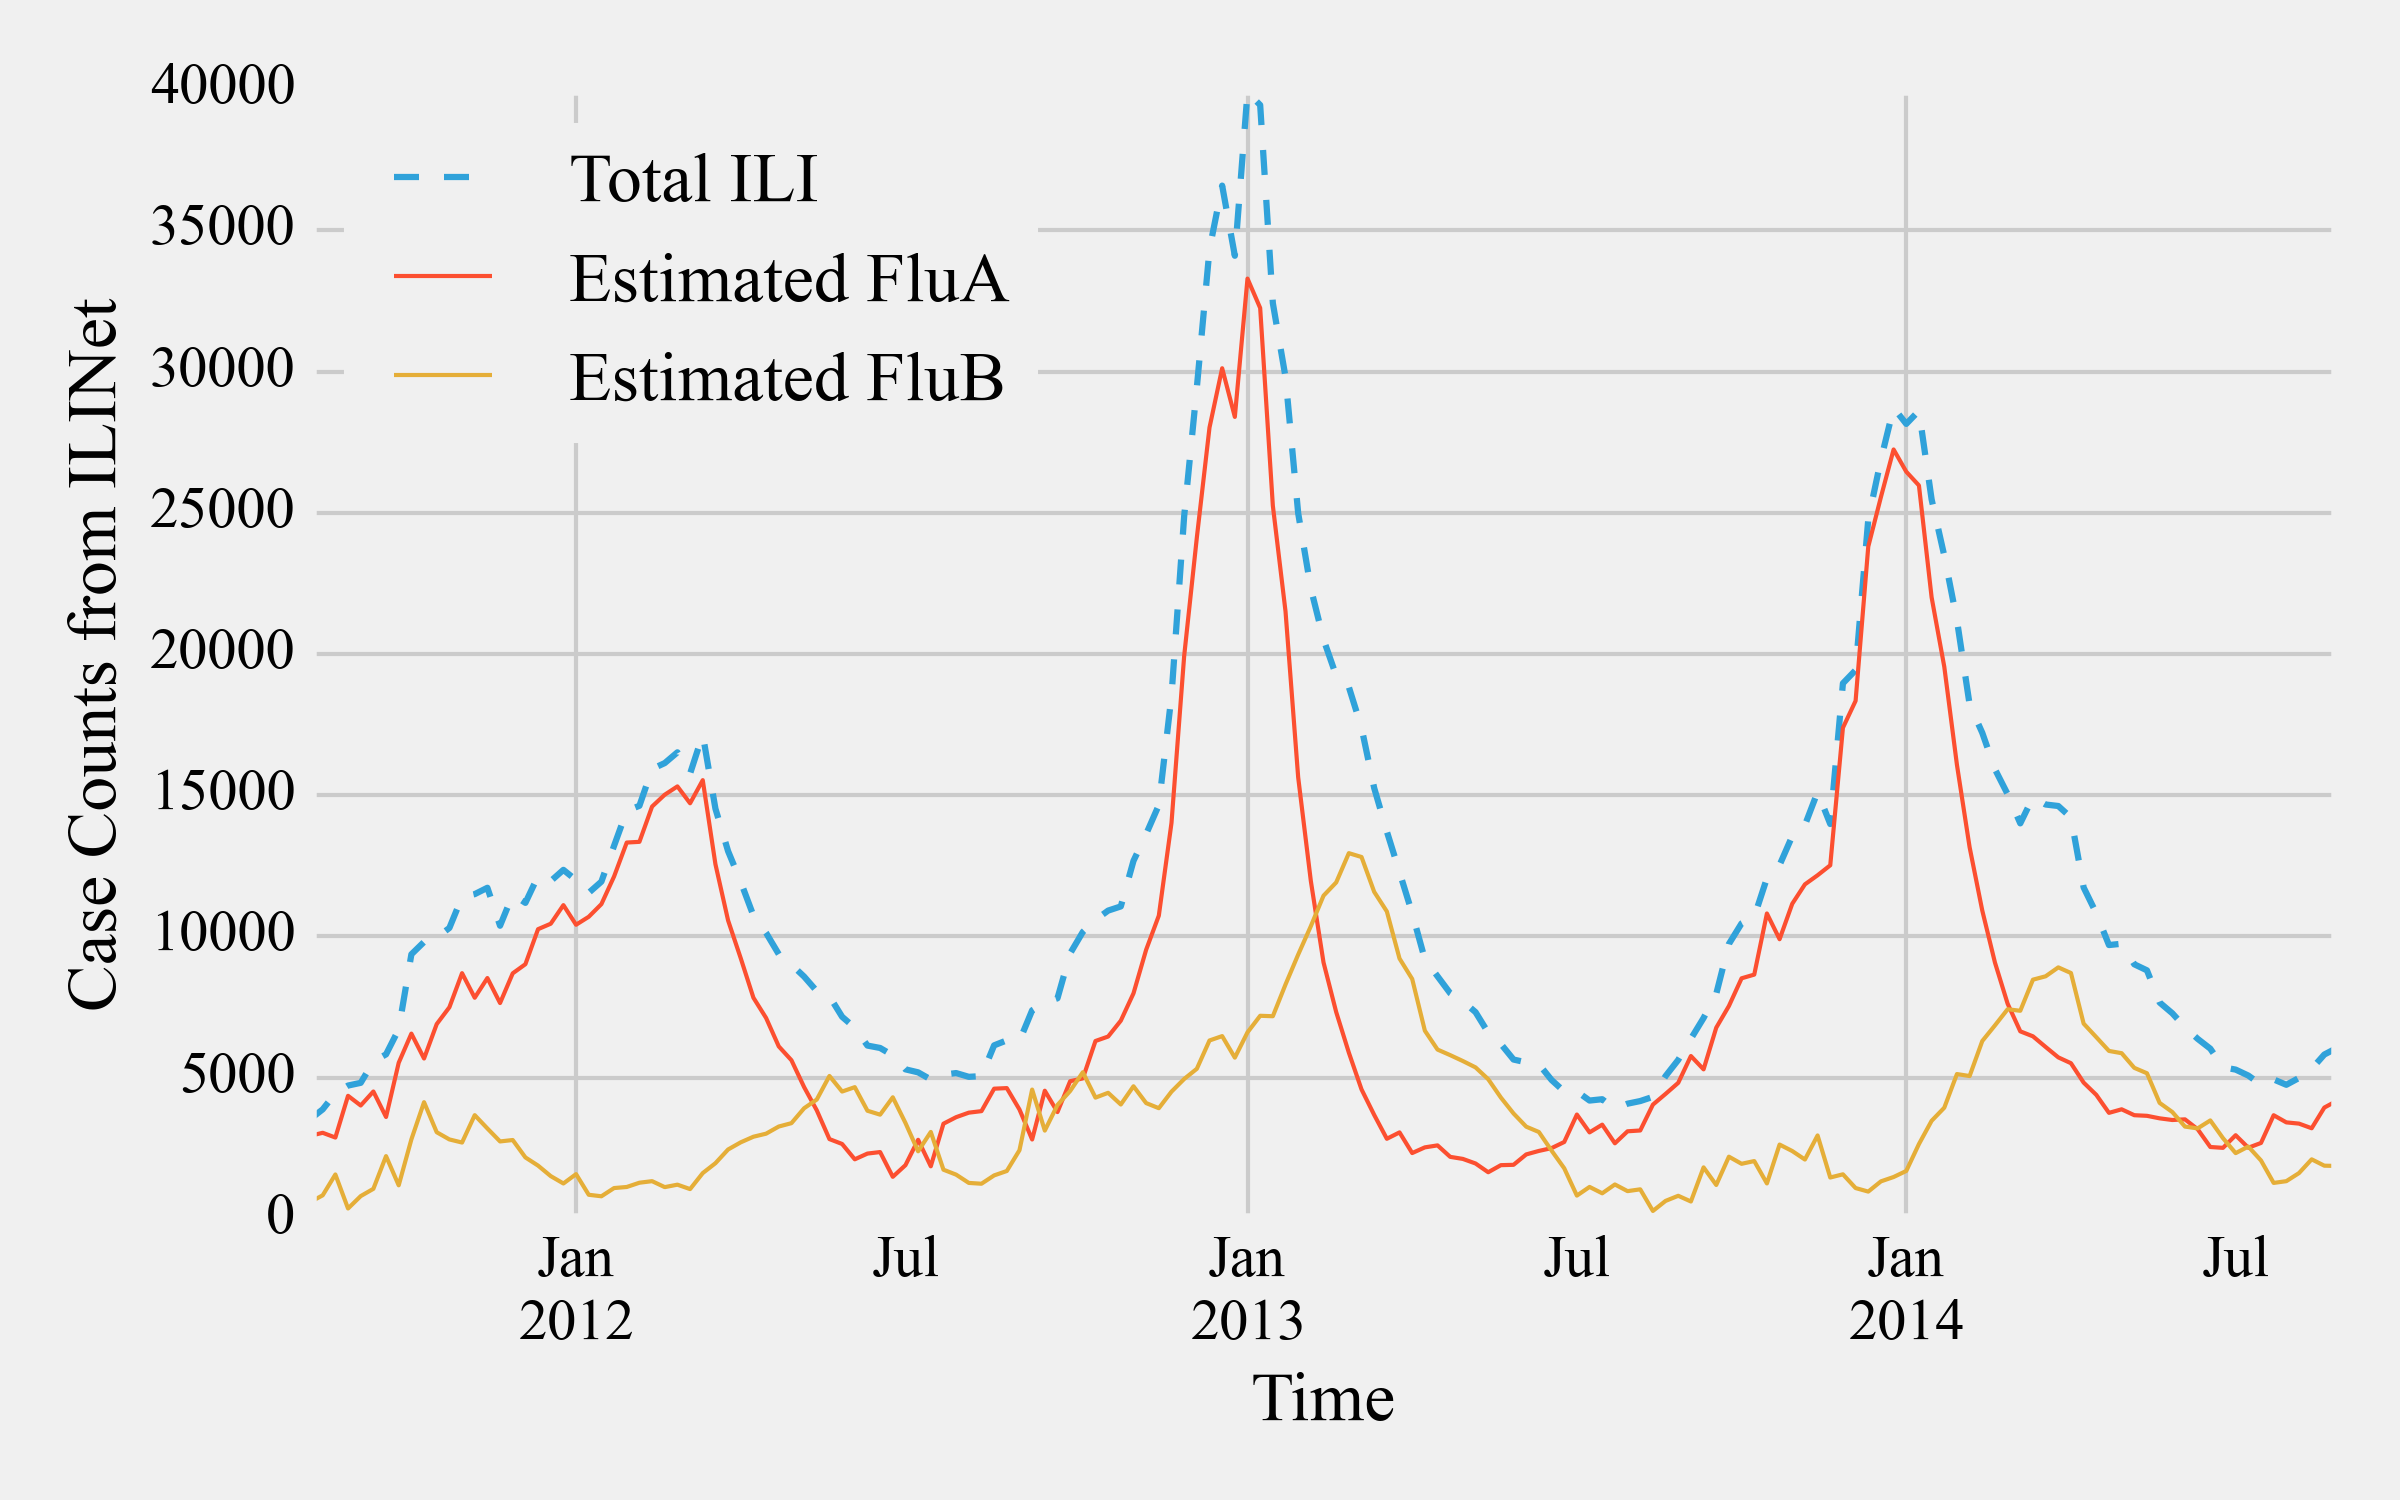 40000
35000
30000
25000
20000
15000
10000
5000
0
Case Counts from ILINet
Total ILI
Estimated FluA
Estimated FluB
Jan Jul Jan Jul Jan Jul
2012 2013 2014
Time